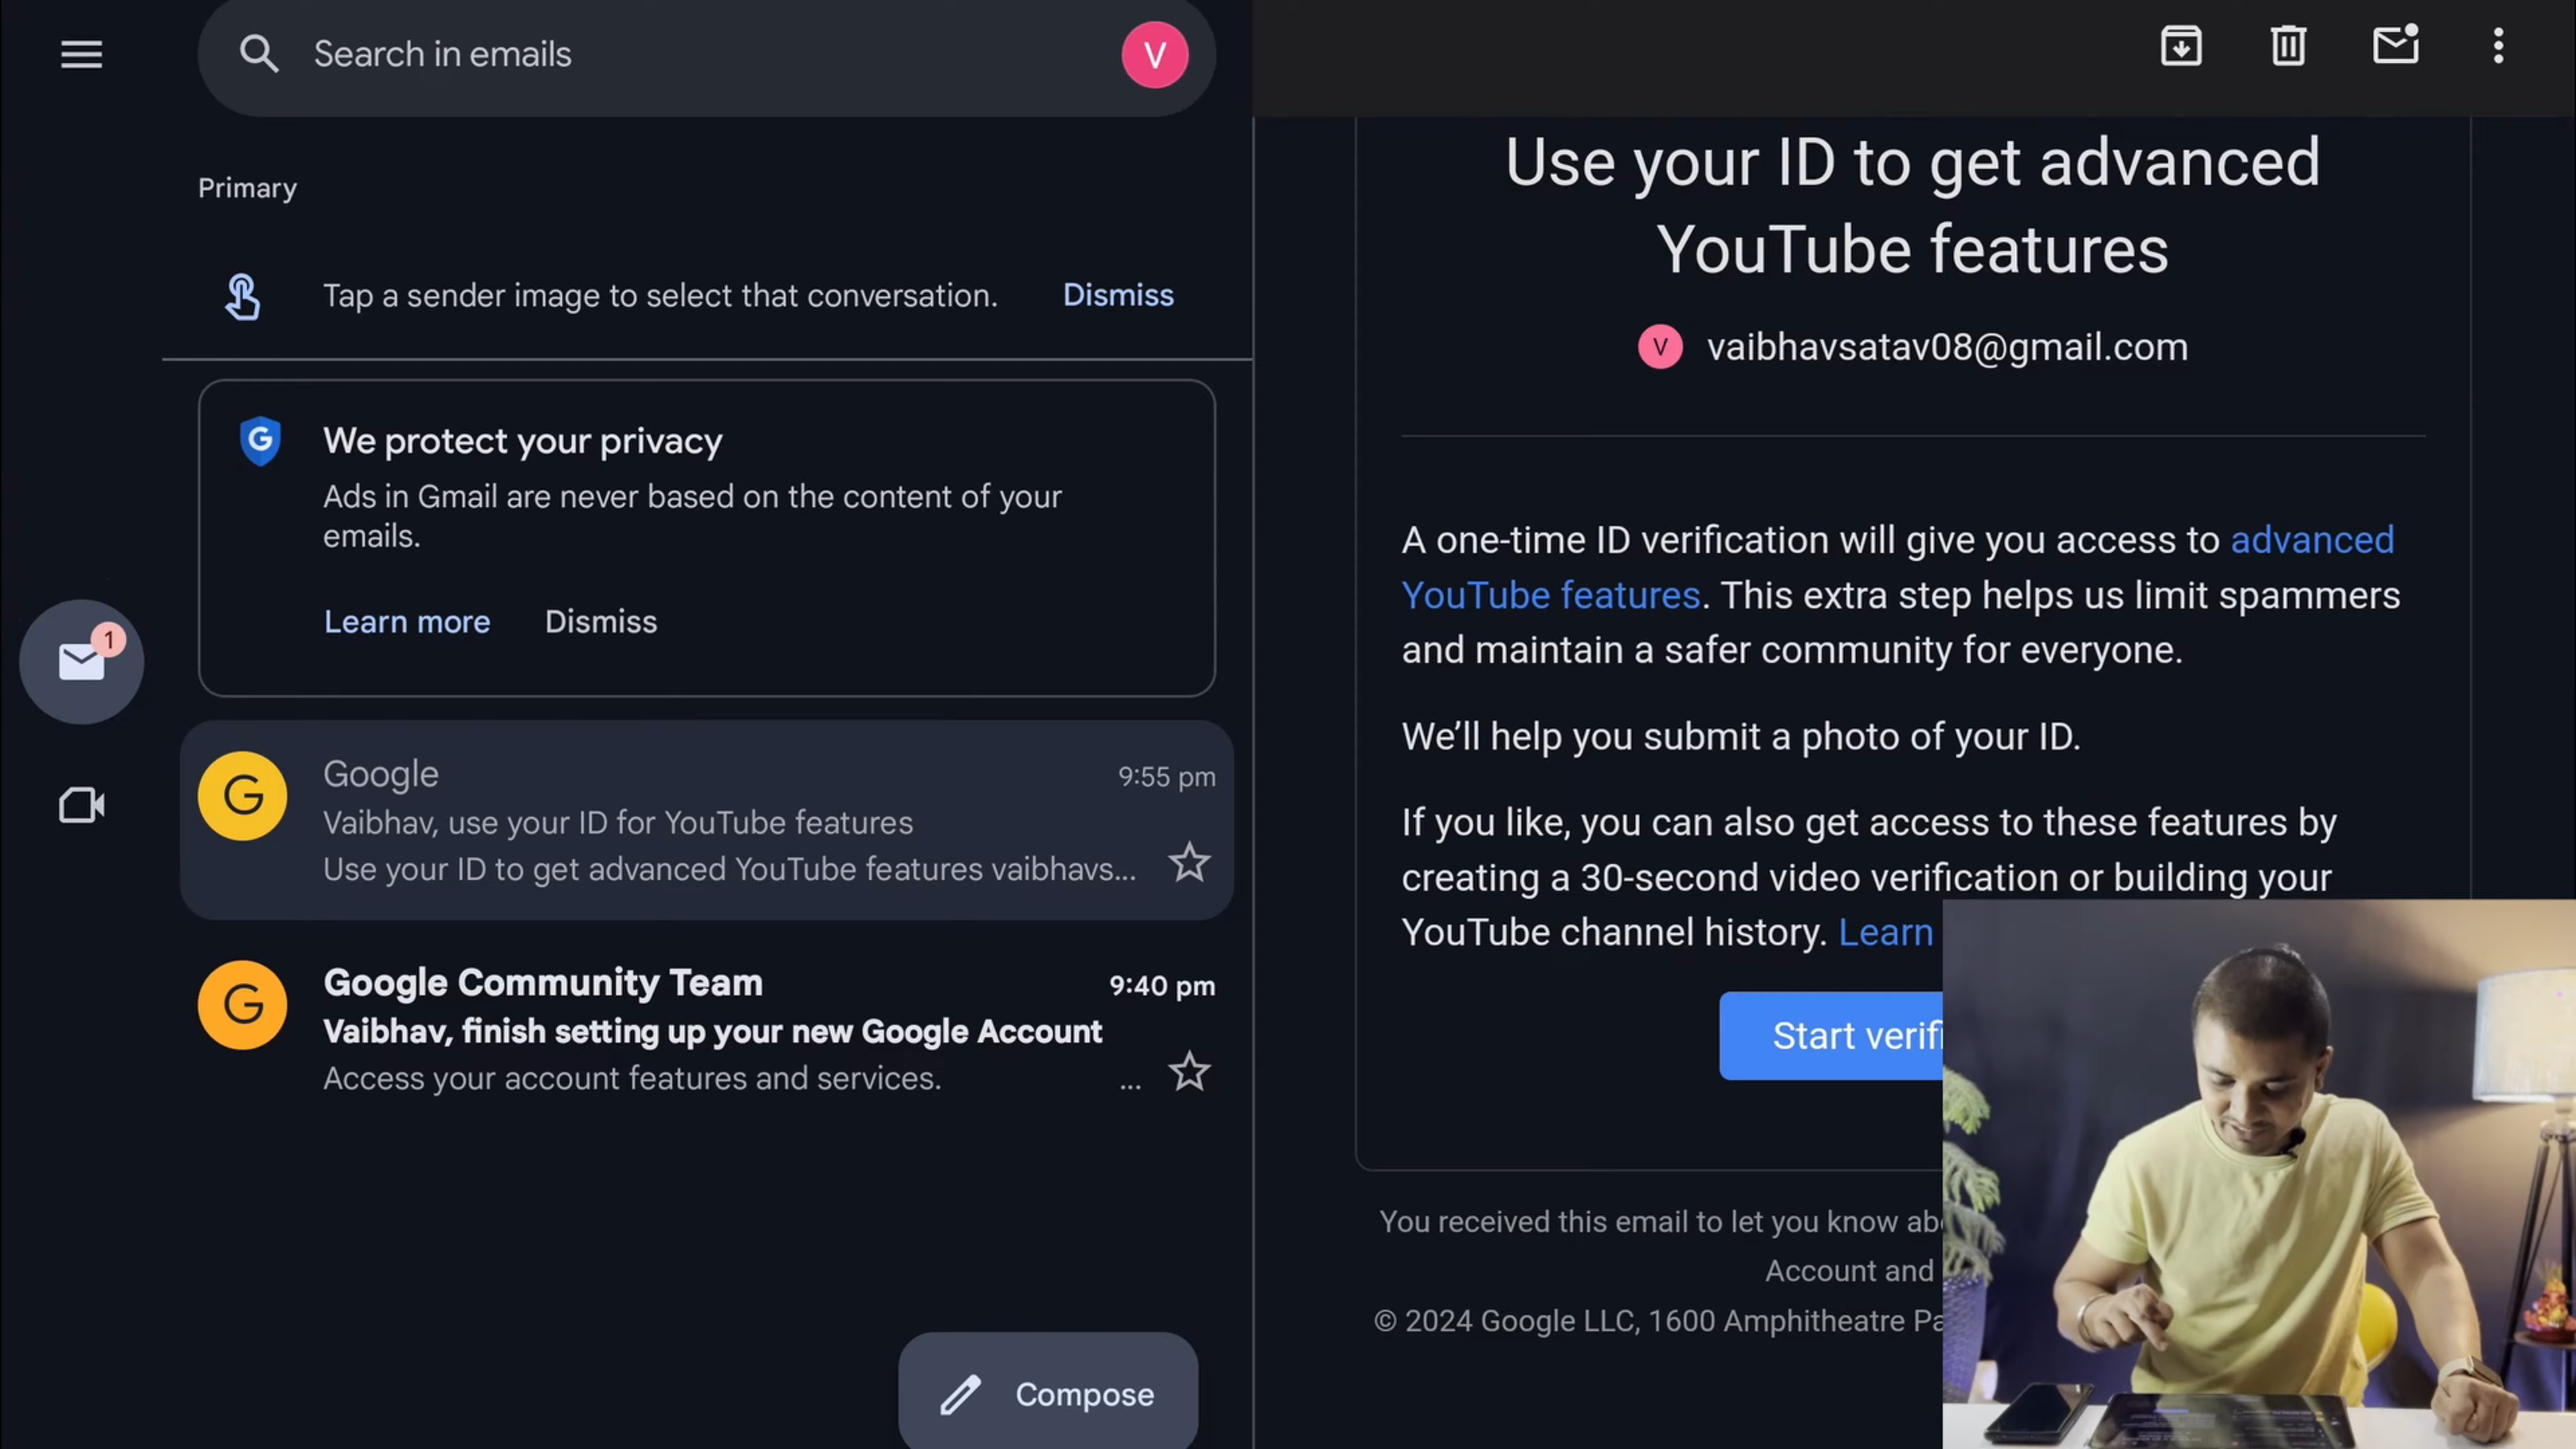 Search in emails
V
Primary
Tap a sender image to select that conversation.
Dismiss
G
We protect your privacy
Ads in Gmail are never based on the content of your
emails.
Learn more
Dismiss
1
G
Google
9:55 pm
Vaibhav, use your ID for YouTube features
Use your ID to get advanced YouTube features vaibhavs...
G
Google Community Team
9:40 pm
Vaibhav, finish setting up your new Google Account
Access your account features and services.
...
Compose
Use your ID to get advanced
YouTube features
V
vaibhavsatav08@gmail.com
A one-time ID verification will give you access to advanced
YouTube features. This extra step helps us limit spammers
and maintain a safer community for everyone.
We'll help you submit a photo of your ID.
If you like, you can also get access to these features by
creating a 30-second video verification or building your
YouTube channel history. Learn
Start verifi
You received this email to let you know ab
Account and
© 2024 Google LLC, 1600 Amphitheatre Pa